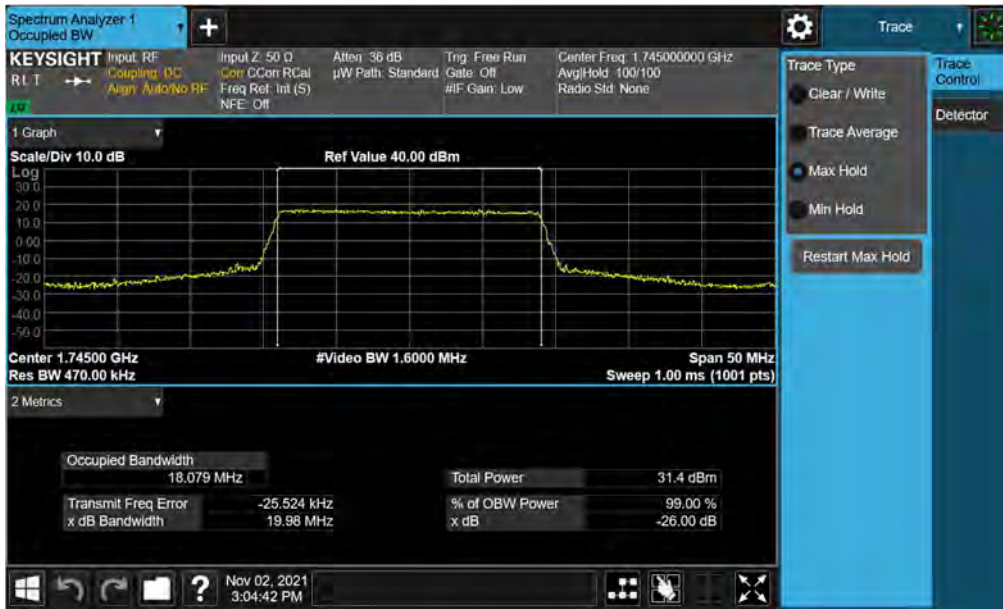 Spectrum Analyzer 1
Occupied BW
+
Trace
KEYSIGHT
R L T
Input: RF
Coupling: DC
Align: Auto/No RF
Input Z: 50 Ω
Corr CCorr RCal
Freq Ref: Int (S)
NFE: Off
Atten: 36 dB
µW Path: Standard
Trig: Free Run
Gate: Off
#IF Gain: Low
Center Freq: 1.745000000 GHz
Avg|Hold: 100/100
Radio Std: None
1 Graph
Scale/Div 10.0 dB
Ref Value 40.00 dBm
Log
30.0
20.0
10.0
0.00
-10.0
-20.0
-30.0
-40.0
-50.0
Center 1.74500 GHz
#Video BW 1.6000 MHz
Span 50 MHz
Res BW 470.00 kHz
Sweep 1.00 ms (1001 pts)
2 Metrics
Occupied Bandwidth
18.079 MHz
Total Power 31.4 dBm
Transmit Freq Error -25.524 kHz
% of OBW Power 99.00 %
x dB Bandwidth 19.98 MHz
x dB -26.00 dB
Trace Type
Clear / Write
Trace Average
Max Hold
Min Hold
Restart Max Hold
Trace
Control
Detector
?
Nov 02, 2021
3:04:42 PM